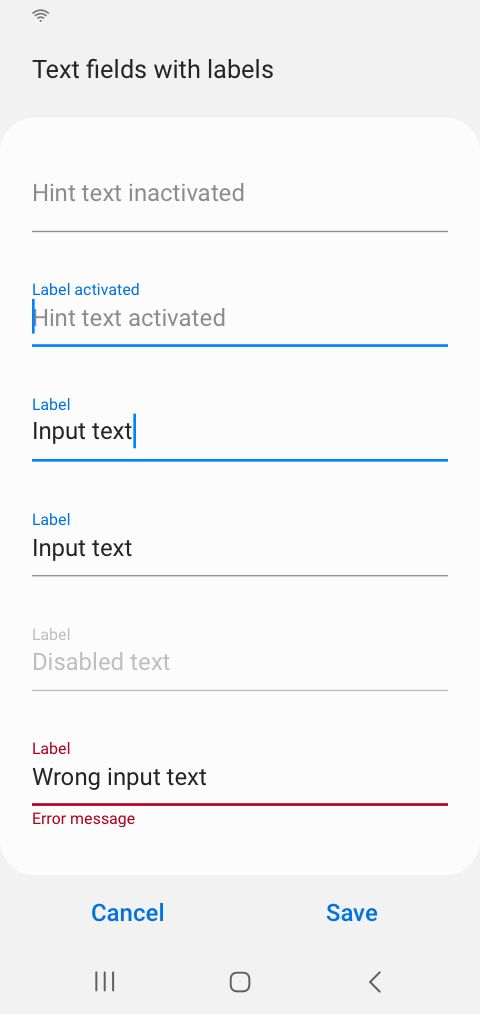 Text fields with labels
Hint text inactivated
Label activated
Hint text activated
Label
Input text
Label
Input text
Label
Disabled text
Label
Wrong input text
Error message
Cancel Save